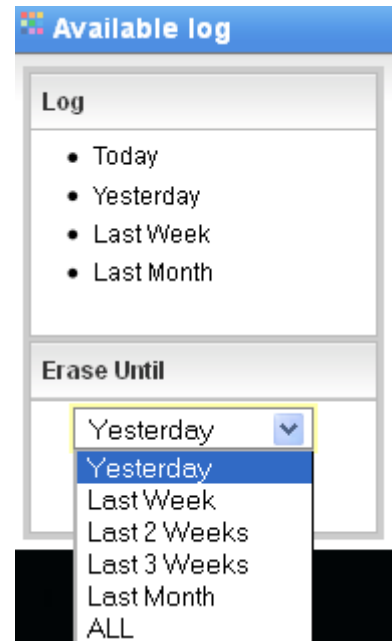 Available log
Log
Today
Yesterday
Last Week
Last Month
Erase Until
Yesterday
Yesterday
Last Week
Last 2 Weeks
Last 3 Weeks
Last Month
ALL